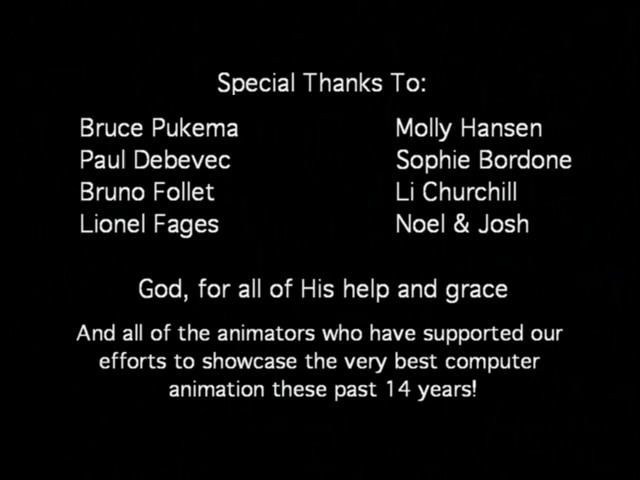 Special Thanks To:
Bruce Pukema
Paul Debevec
Bruno Follet
Lionel Fages
Molly Hansen
Sophie Bordone
Li Churchill
Noel & Josh
God, for all of His help and grace
And all of the animators who have supported our
efforts to showcase the very best computer
animation these past 14 years!